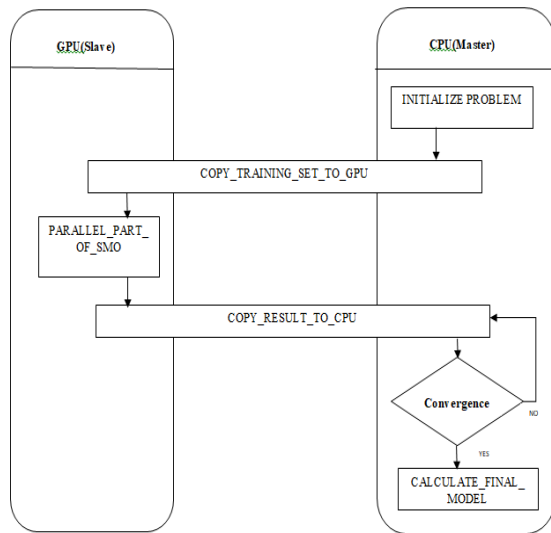 GPU(Slave)
CPU(Master)
INITIALIZE PROBLEM
COPY_TRAINING_SET_TO_GPU
PARALLEL_PART_
OF_SMO
COPY_RESULT_TO_CPU
Convergence
NO
YES
CALCULATE_FINAL_
MODEL